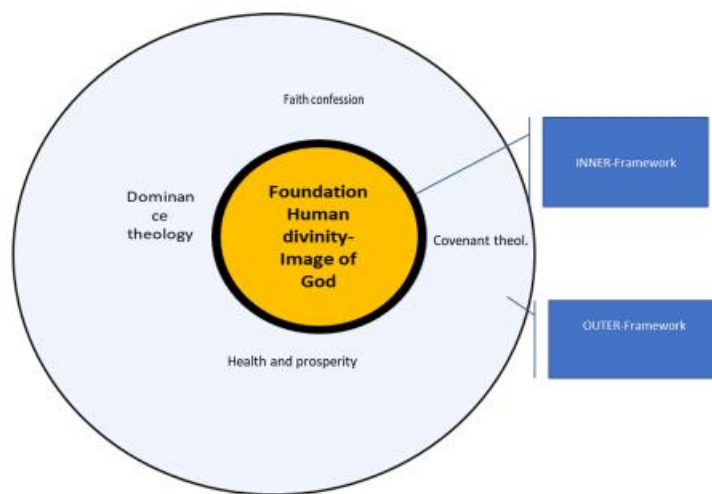 Faith confession
INNER-Framework
Foundation
Human
divinity-
Image of
God
Dominan
ce
theology
Covenant theol.
OUTER-Framework
Health and prosperity